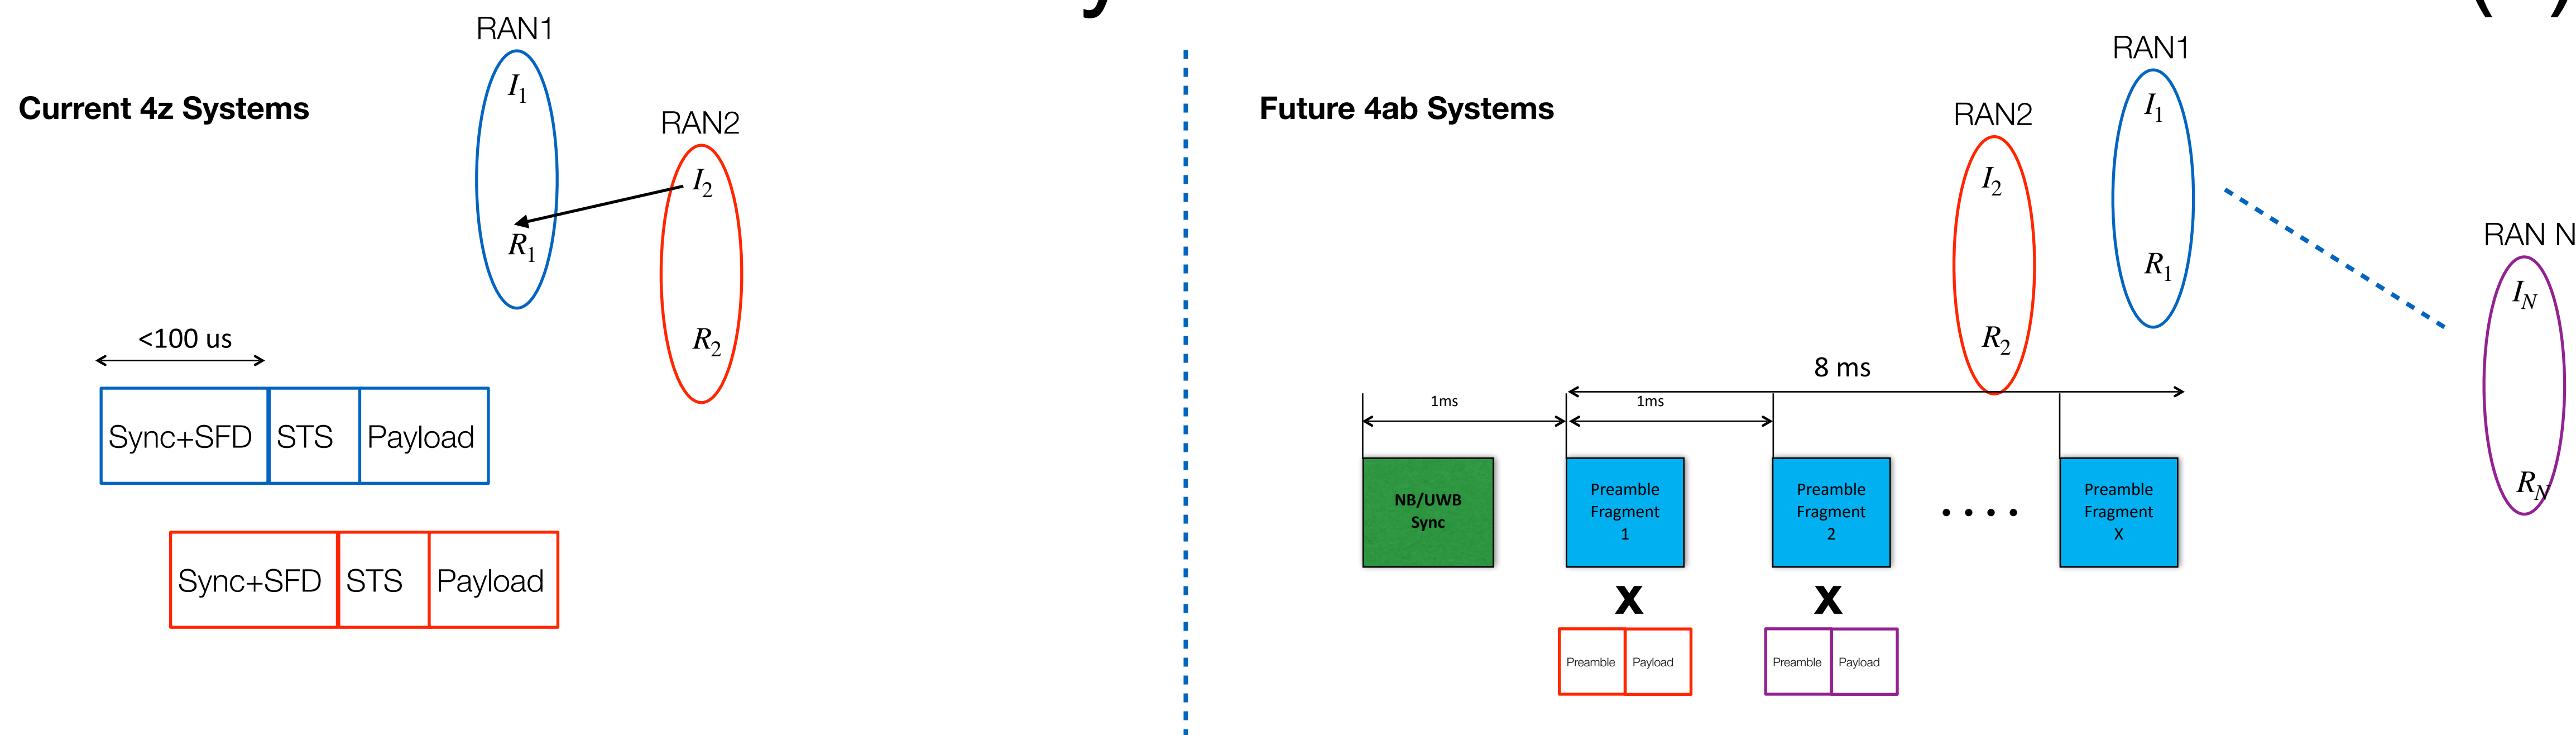 Current 4z Systems
RAN1
I1
R1
RAN2
I2
R2
<100 us
Sync+SFD STS Payload
Sync+SFD STS Payload
Future 4ab Systems
RAN2
I2
R2
RAN1
I1
R1
RAN N
IN
RN
8 ms
1ms
1ms
NB/UWB
Sync
Preamble
Fragment
1
Preamble
Fragment
2
. . . .
Preamble
Fragment
X
X
X
Preamble Payload
Preamble Payload